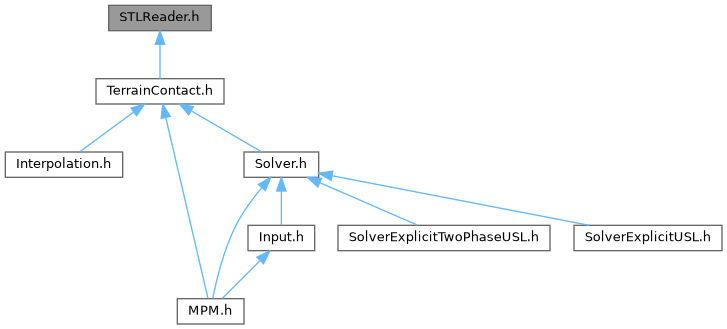 STLReader.h
TerrainContact.h
Interpolation.h
Solver.h
Input.h
SolverExplicitTwoPhaseUSL.h
SolverExplicitUSL.h
MPM.h